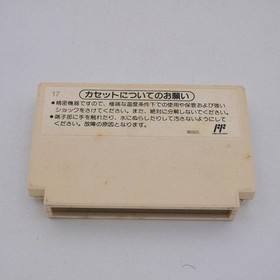 17
カセットについてのお願い
●精密機器ですので、極端な温度条件下での使用や保管および強い
ショックをさけてください。また、絶対に分解しないでください。
●端子部に手を触れたり、水にぬらしたりして汚さないようにして
ください。故障の原因となります。